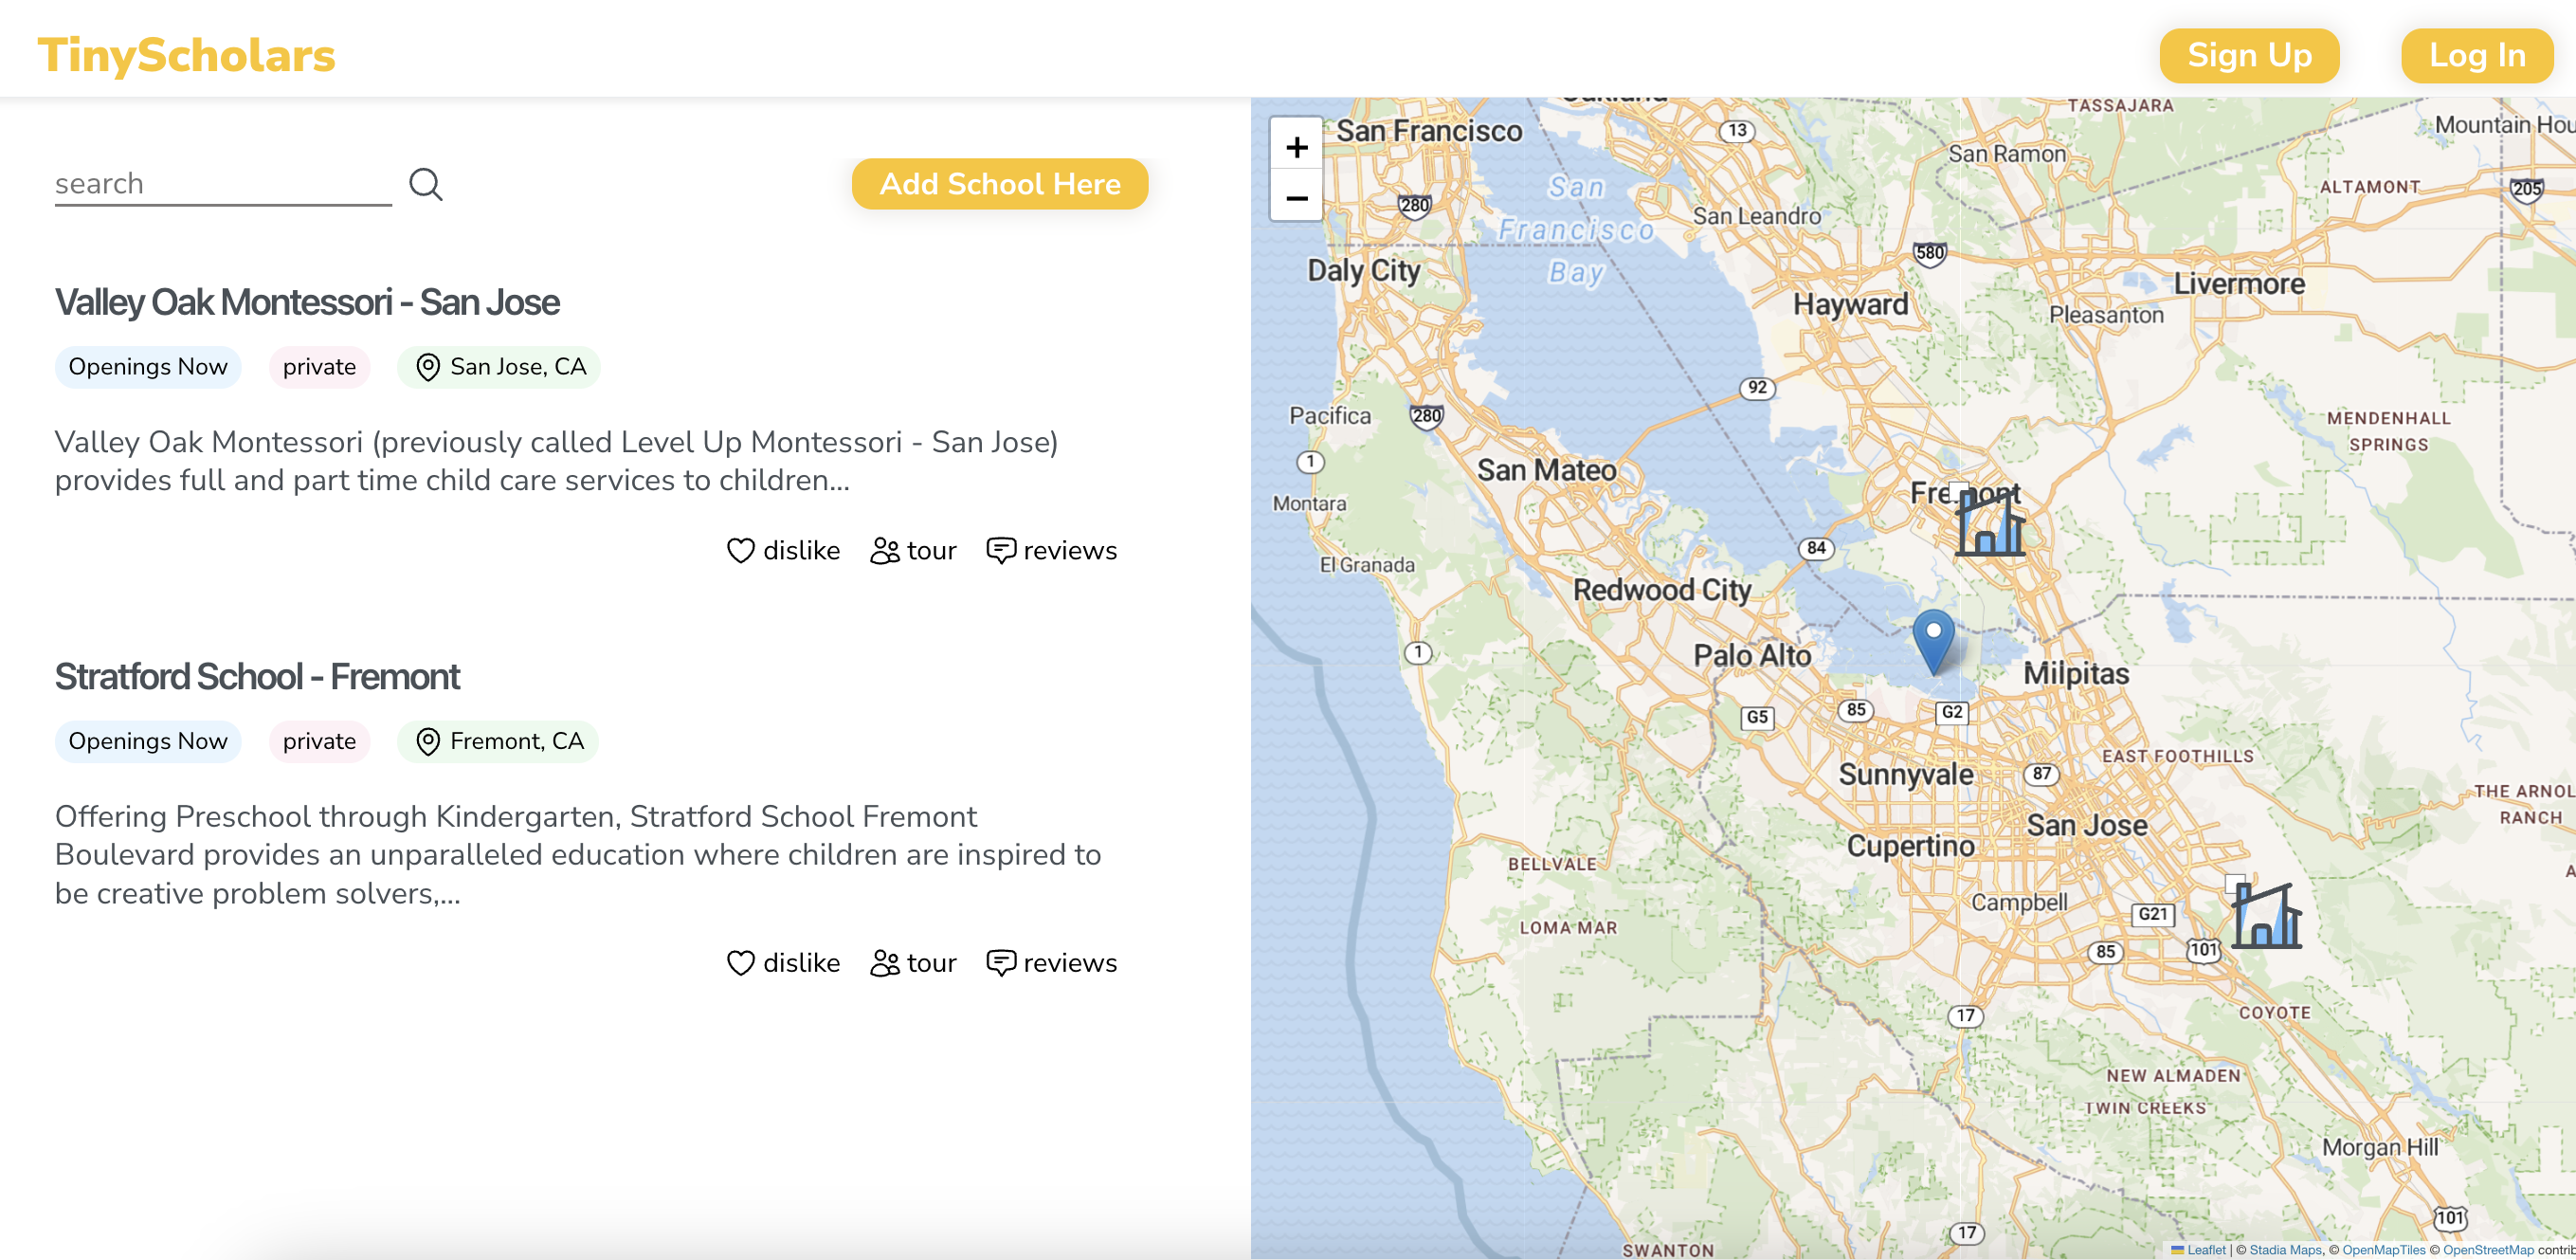 TinyScholars
Sign Up
Log In
search
Add School Here
Valley Oak Montessori - San Jose
Openings Now
private
San Jose, CA
Valley Oak Montessori (previously called Level Up Montessori - San Jose)
provides full and part time child care services to children...
dislike
tour
reviews
Stratford School - Fremont
Openings Now
private
Fremont, CA
Offering Preschool through Kindergarten, Stratford School Fremont
Boulevard provides an unparalleled education where children are inspired to
be creative problem solvers,...
dislike
tour
reviews
+
−
Oakland
TASSAJARA
San Francisco
13
Mountain Hou
San Ramon
280
San
Francisco
Bay
ALTAMONT
205
San Leandro
580
Daly City
Livermore
Hayward
Pleasanton
92
Pacifica
280
MENDENHALL
SPRINGS
1
San Mateo
Fremont
Montara
84
El Granada
Redwood City
1
Palo Alto
Milpitas
G5
85
G2
EAST FOOTHILLS
Sunnyvale
87
THE ARNOL
RANCH
San Jose
Cupertino
BELLVALE
A
Campbell
G21
LOMA MAR
85
101
17
COYOTE
NEW ALMADEN
TWIN CREEKS
Morgan Hill
101
17
SWANTON
Leaflet | © Stadia Maps, © OpenMapTiles © OpenStreetMap contri